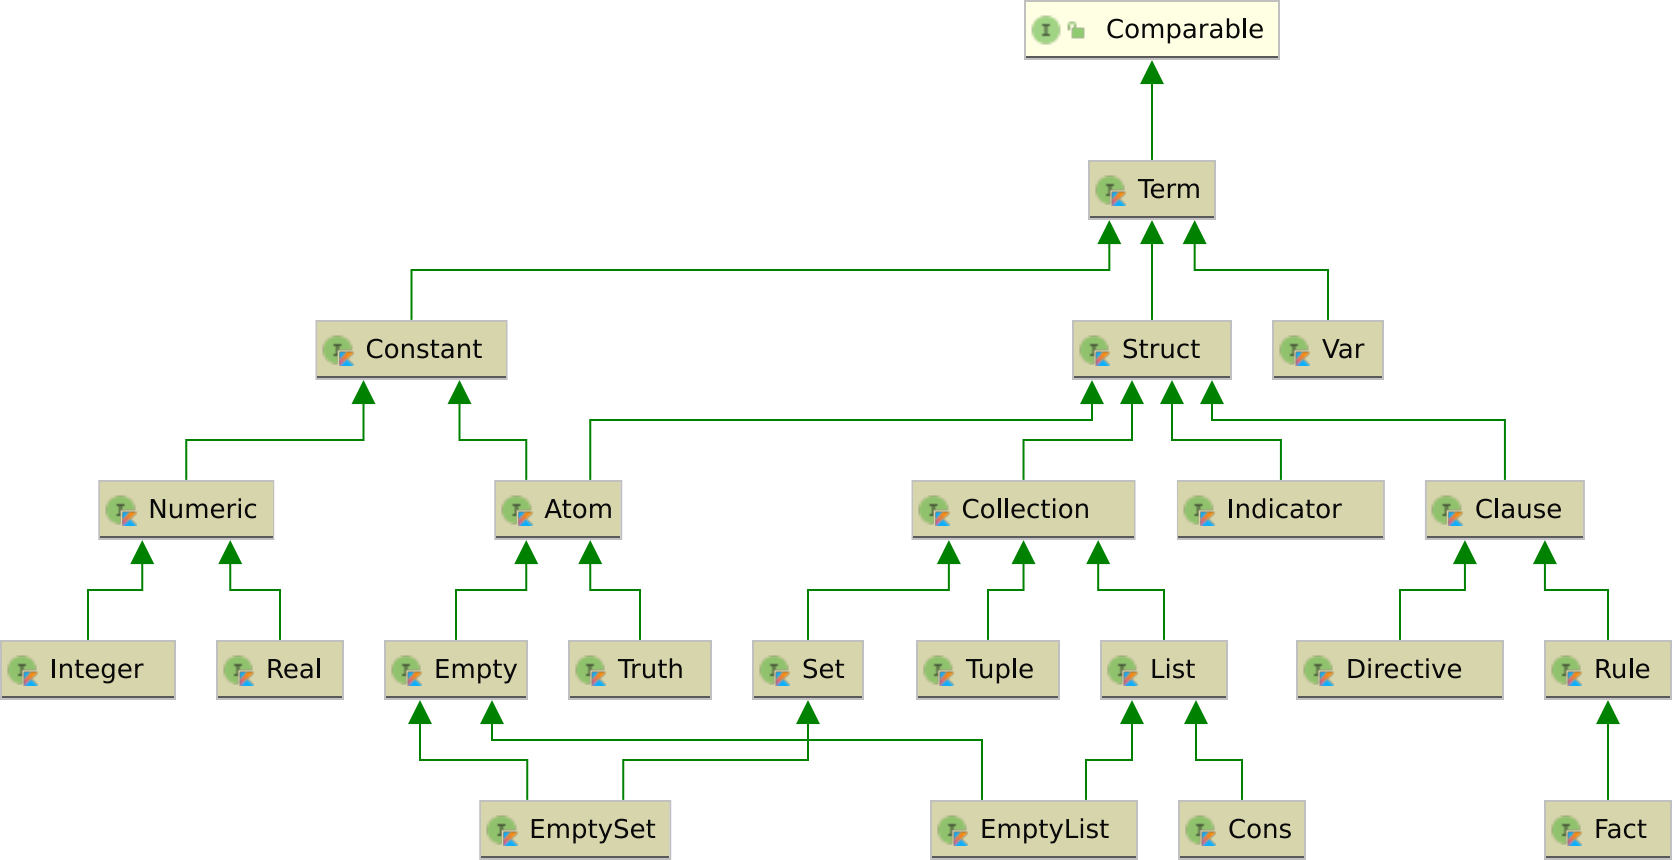 Comparable
Term
Constant
Struct
Var
Numeric
Atom
Collection
Indicator
Clause
Integer
Real
Empty
Truth
Set
Tuple
List
Directive
Rule
EmptySet
EmptyList
Cons
Fact